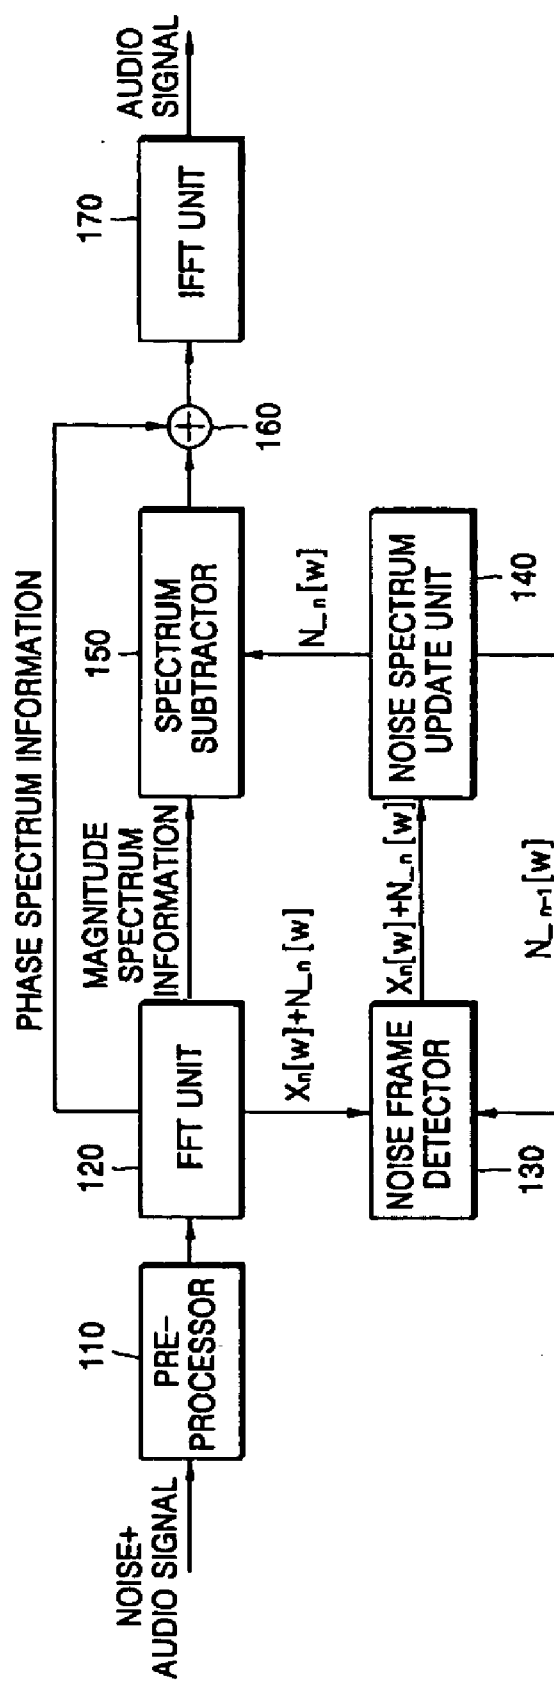 NOISE+
AUDIO SIGNAL
110
PRE-
PROCESSOR
120
FFT UNIT
PHASE SPECTRUM INFORMATION
MAGNITUDE
SPECTRUM
INFORMATION
150
SPECTRUM
SUBTRACTOR
160
170
IFFT UNIT
AUDIO
SIGNAL
Xn[w]+N_n[w]
NOISE FRAME
DETECTOR
130
Xn[w]+N_n[w]
NOISE SPECTRUM
UPDATE UNIT
140
N_n[w]
N_n-1[w]